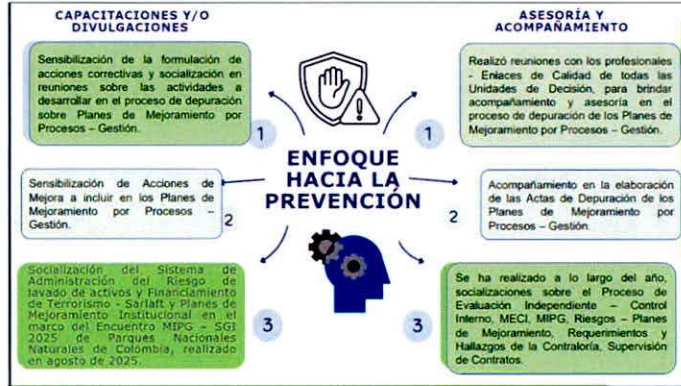 CAPACITACIONES Y/O
DIVULGACIONES
Sensibilización de la formulación de
acciones correctivas y socialización en
reuniones sobre las actividades a
desarrollar en el proceso de depuración
sobre Planes de Mejoramiento por
Procesos – Gestión.
1
Sensibilización de Acciones de
Mejora a incluir en los Planes de
Mejoramiento por Procesos –
Gestión.
2
Socialización del Sistema de
Administración del Riesgo de
lavado de activos y Financiamiento
de Terrorismo - Sarlaft y Planes de
Mejoramiento Institucional en el
marco del Encuentro MIPG – SGI
2025 de Parques Nacionales
Naturales de Colombia, realizado
en agosto de 2025.
3
ENFOQUE
HACIA LA
PREVENCIÓN
ASESORÍA Y
ACOMPAÑAMIENTO
Realizó reuniones con los profesionales
- Enlaces de Calidad de todas las
Unidades de Decisión, para brindar
acompañamiento y asesoría en el
proceso de depuración de los Planes de
Mejoramiento por Procesos – Gestión.
1
Acompañamiento en la elaboración
de las Actas de Depuración de los
Planes de Mejoramiento por
Procesos – Gestión.
2
Se ha realizado a lo largo del año,
socializaciones sobre el Proceso de
Evaluación Independiente – Control
Interno, MECI, MIPG, Riesgos – Planes
de Mejoramiento, Requerimientos y
Hallazgos de la Contraloría, Supervisión
de Contratos.
3